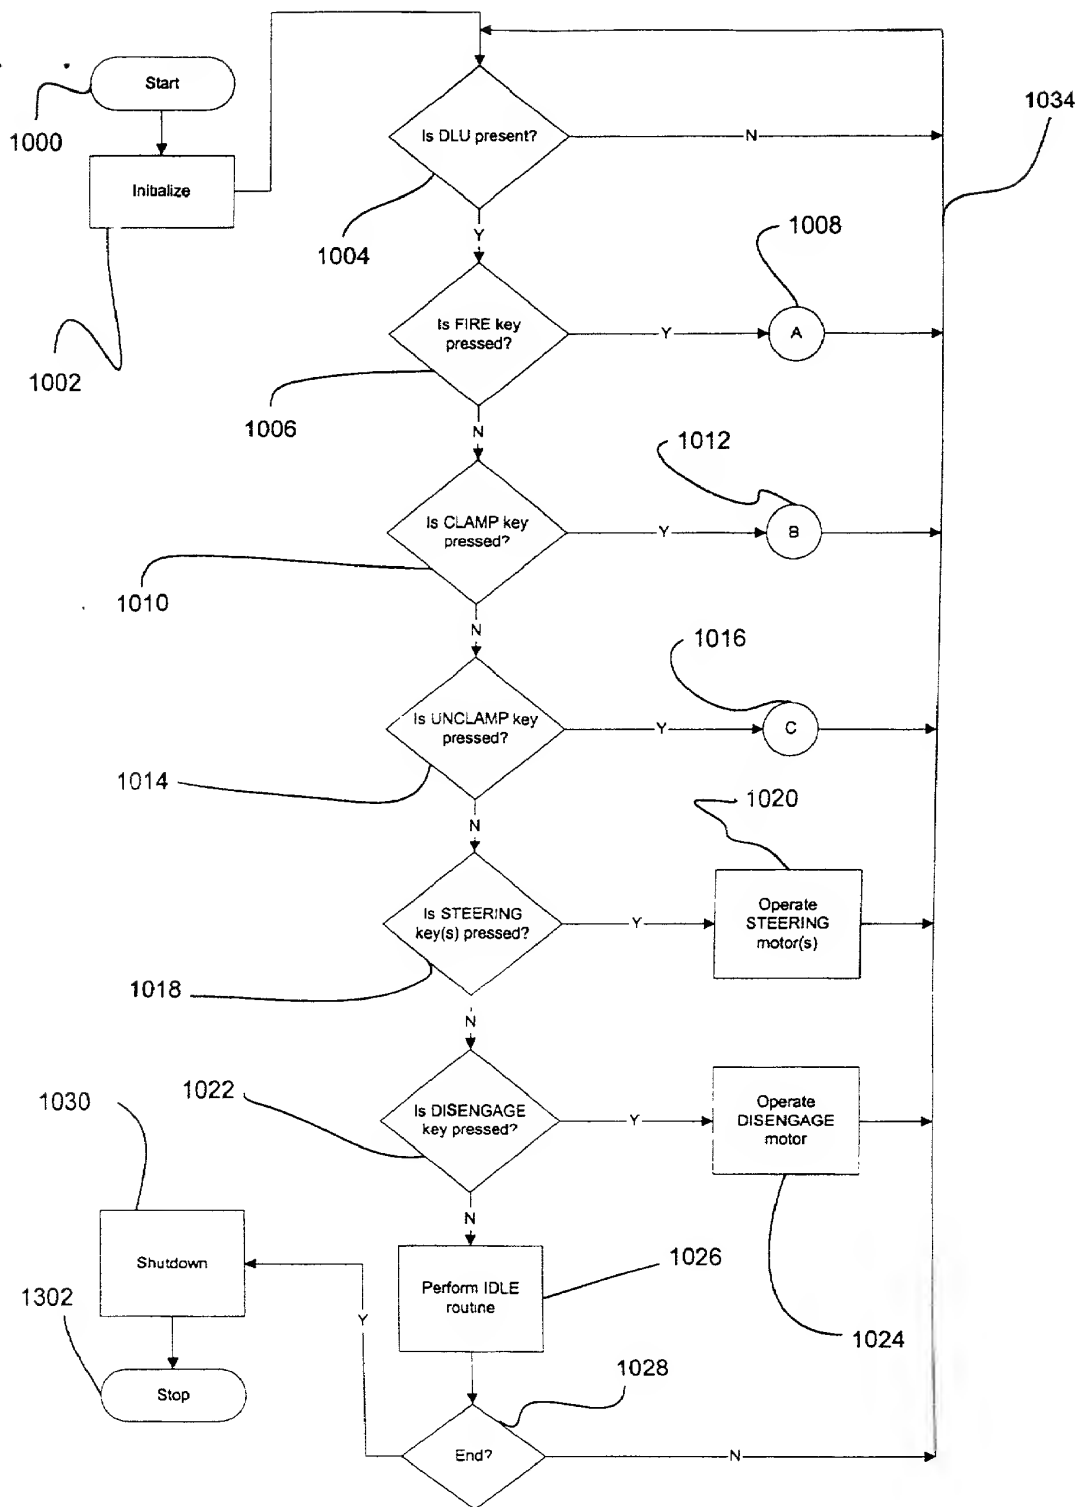 Start
1000
Initialize
1002
Is DLU present?
N
1004
Y
1034
1008
Is FIRE key
pressed?
Y
A
1006
N
1012
Is CLAMP key
pressed?
Y
B
1010
N
1016
Is UNCLAMP key
pressed?
Y
C
1014
N
1020
Is STEERING
key(s) pressed?
Y
Operate
STEERING
motor(s)
1018
N
1022
Is DISENGAGE
key pressed?
Y
Operate
DISENGAGE
motor
1030
N
Shutdown
Perform IDLE
routine
1026
1302
Y
1024
Stop
1028
End?
N